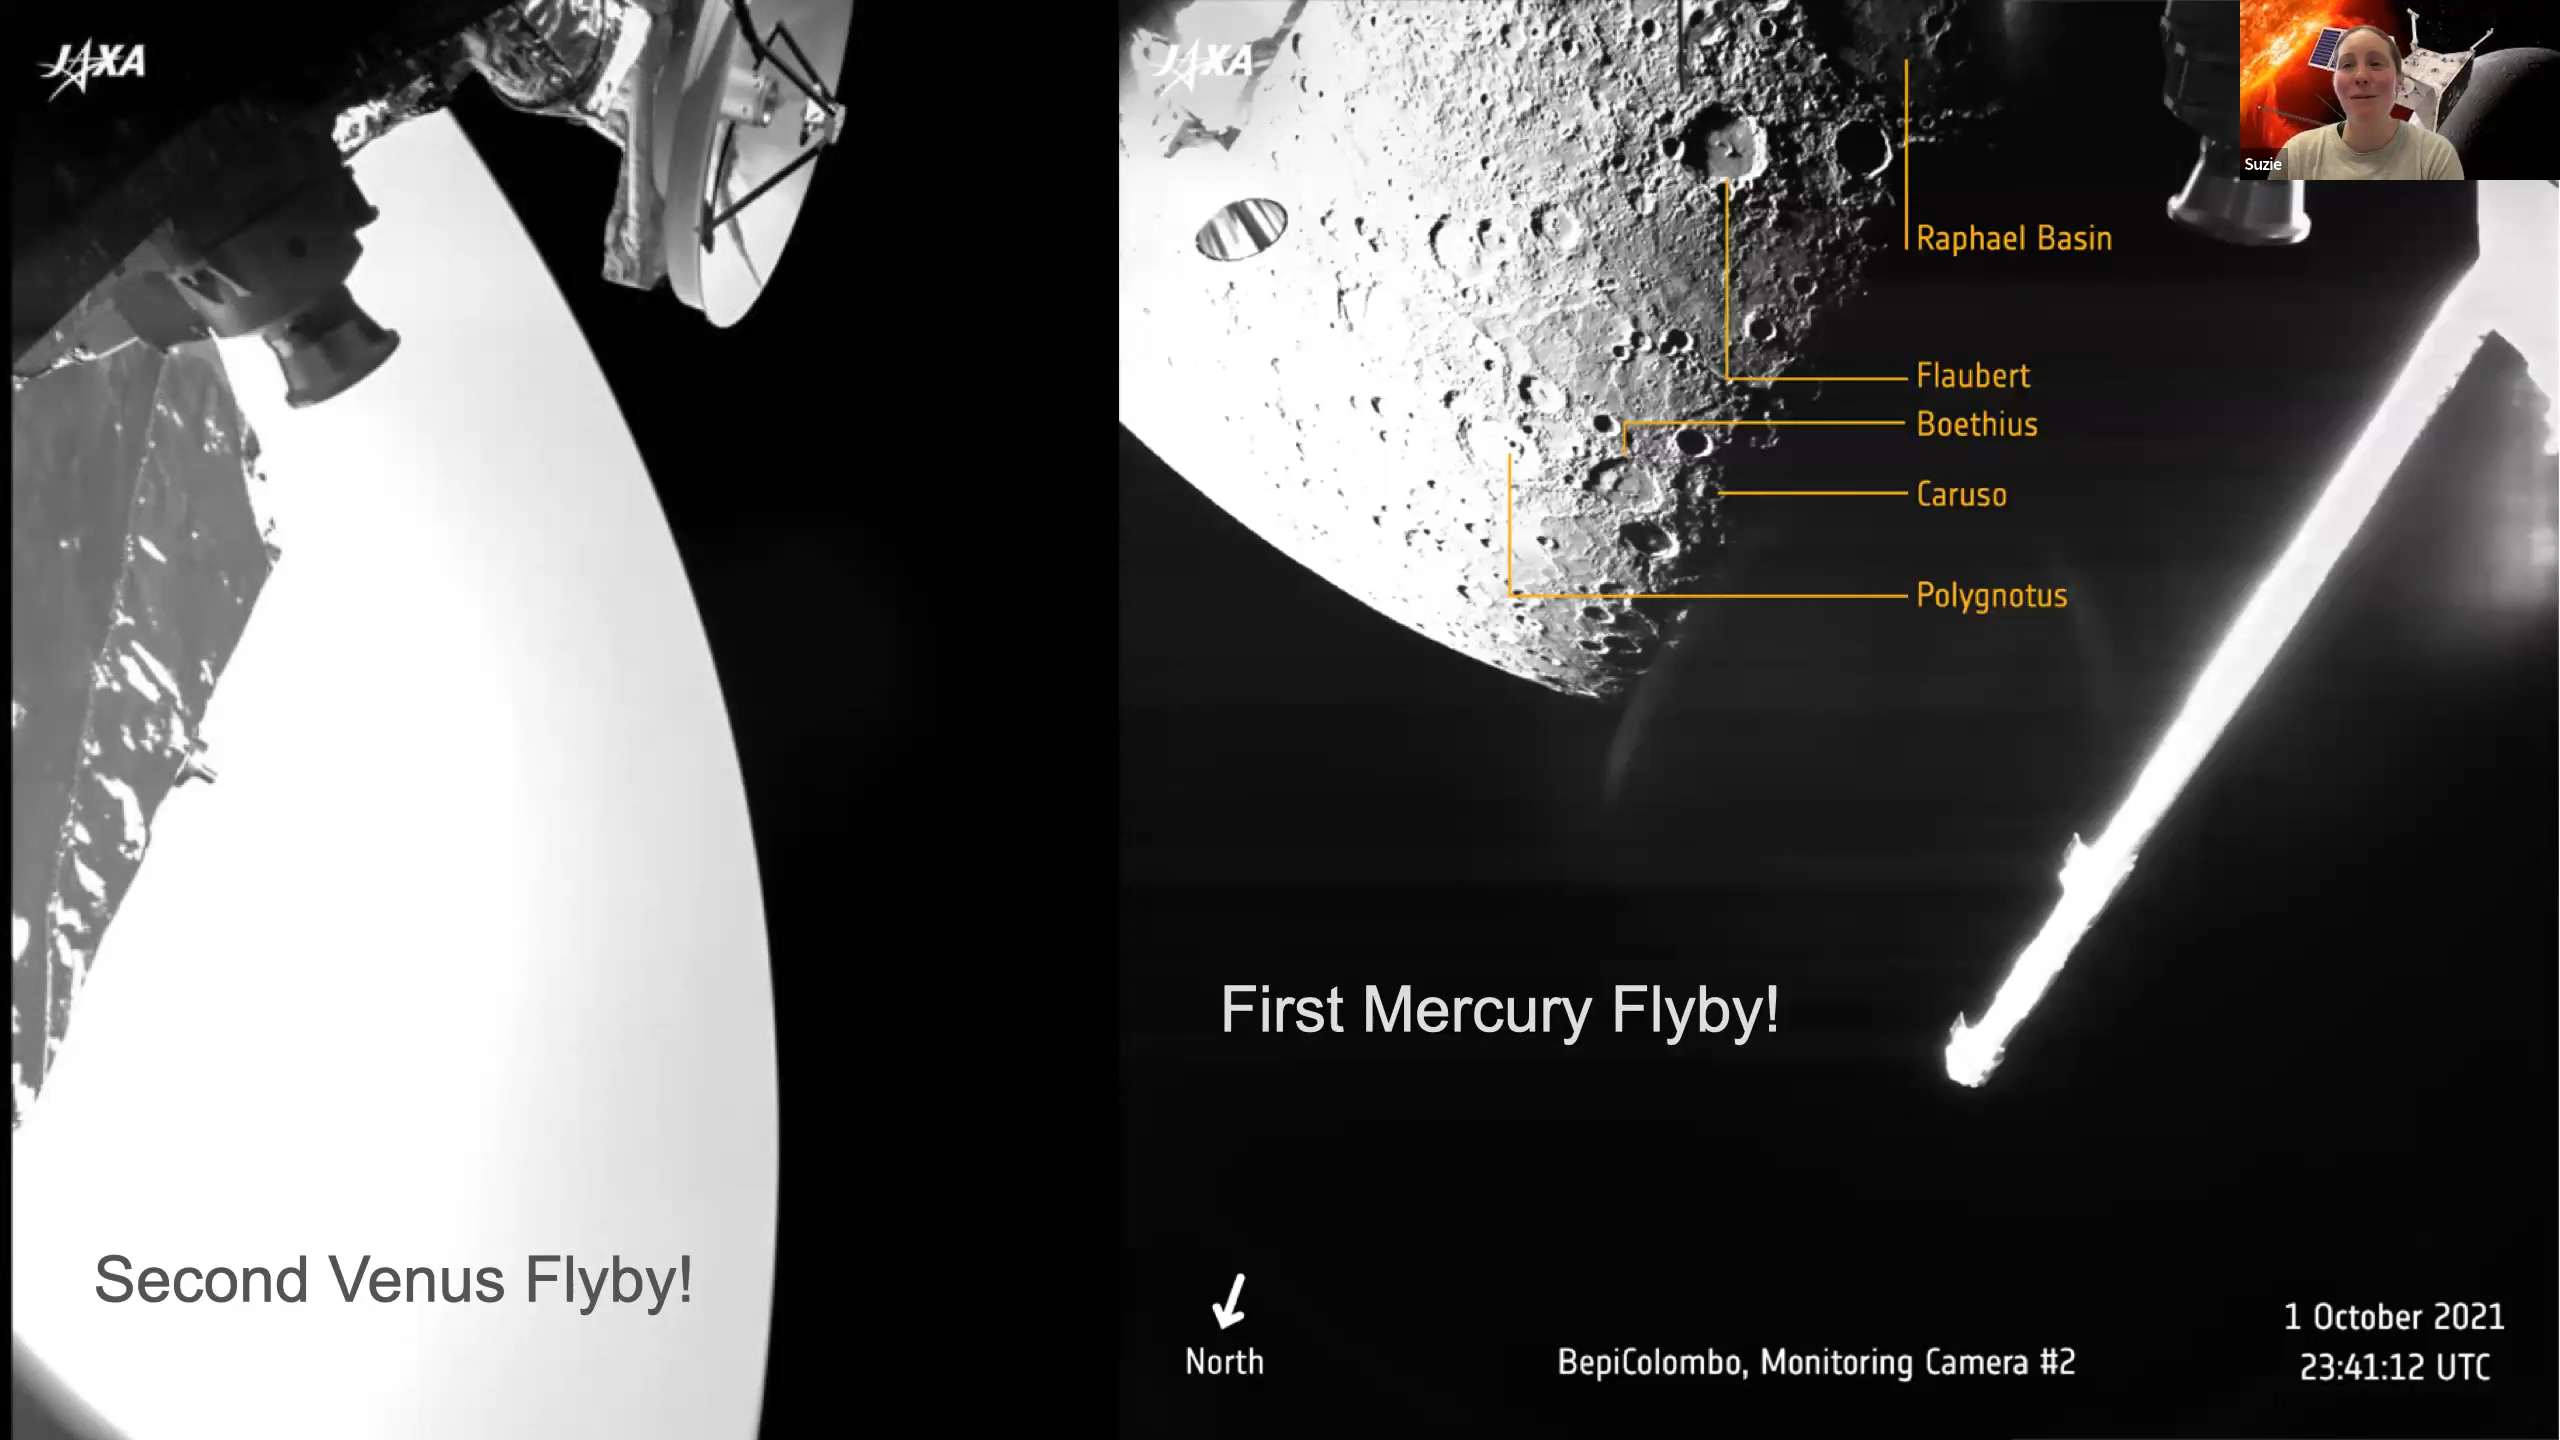 JAXA
JAXA
Suzie
Raphael Basin
Flaubert
Boethius
Caruso
Polygnotus
First Mercury Flyby!
Second Venus Flyby!
North
BepiColombo, Monitoring Camera #2
1 October 2021
23:41:12 UTC